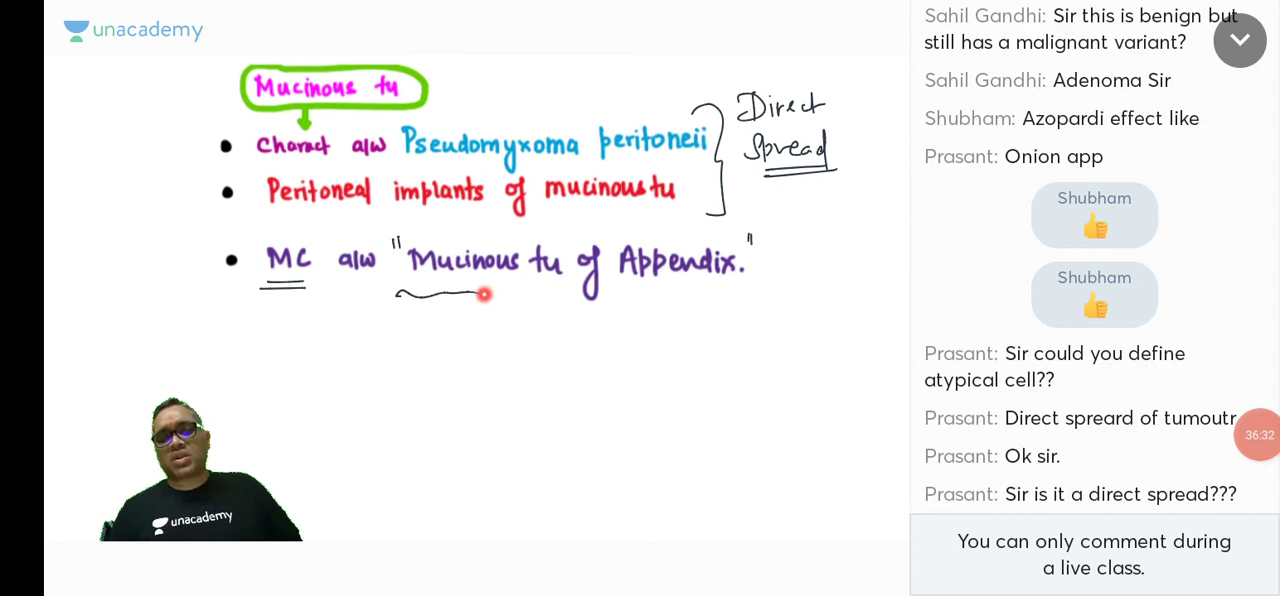 unacademy
Mucinous tu
• Charact a/w Pseudomyxoma peritoneii
• Peritoneal implants of mucinous tu
Direct
Spread
• MC a/w "Mucinous tu of Appendix."
unacademy
Sahil Gandhi: Sir this is benign but
still has a malignant variant?
Sahil Gandhi: Adenoma Sir
Shubham: Azopardi effect like
Prasant: Onion app
Shubham
👍
Shubham
👍
Prasant: Sir could you define
atypical cell??
Prasant: Direct spreard of tumoutr
Prasant: Ok sir.
Prasant: Sir is it a direct spread???
36:32
You can only comment during
a live class.